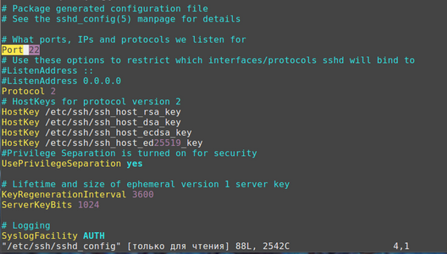 # Package generated configuration file
# See the sshd_config(5) manpage for details
# What ports, IPs and protocols we listen for
Port 22
# Use these options to restrict which interfaces/protocols sshd will bind to
#ListenAddress ::
#ListenAddress 0.0.0.0
Protocol 2
# HostKeys for protocol version 2
HostKey /etc/ssh/ssh_host_rsa_key
HostKey /etc/ssh/ssh_host_dsa_key
HostKey /etc/ssh/ssh_host_ecdsa_key
HostKey /etc/ssh/ssh_host_ed25519_key
#Privilege Separation is turned on for security
UsePrivilegeSeparation yes
# Lifetime and size of ephemeral version 1 server key
KeyRegenerationInterval 3600
ServerKeyBits 1024
# Logging
SyslogFacility AUTH
"/etc/ssh/sshd_config" [только для чтения] 88L, 2542C 4,1